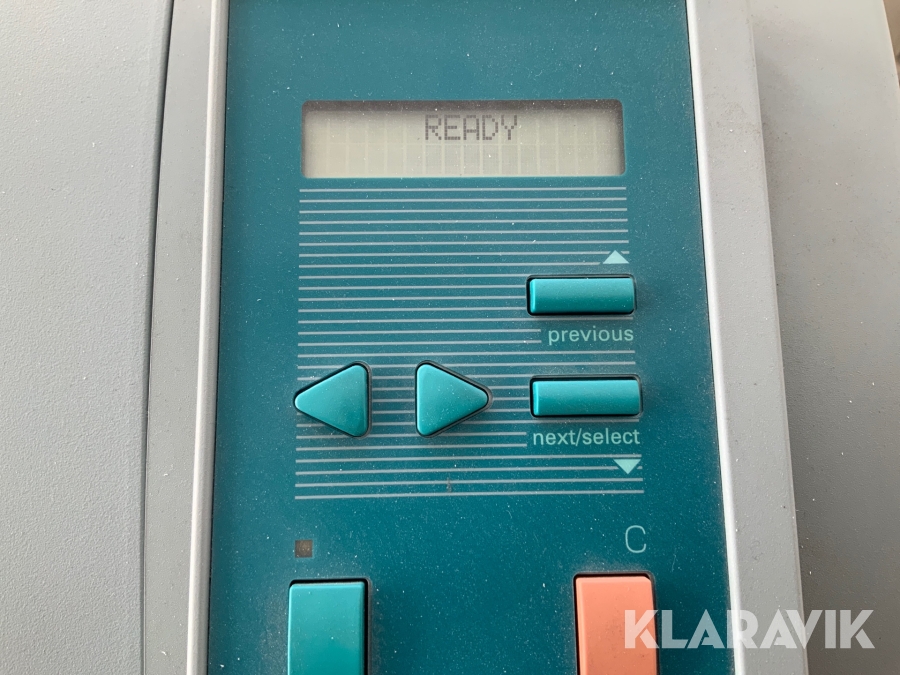 READY
previous
next/select
C
KLARAVIK